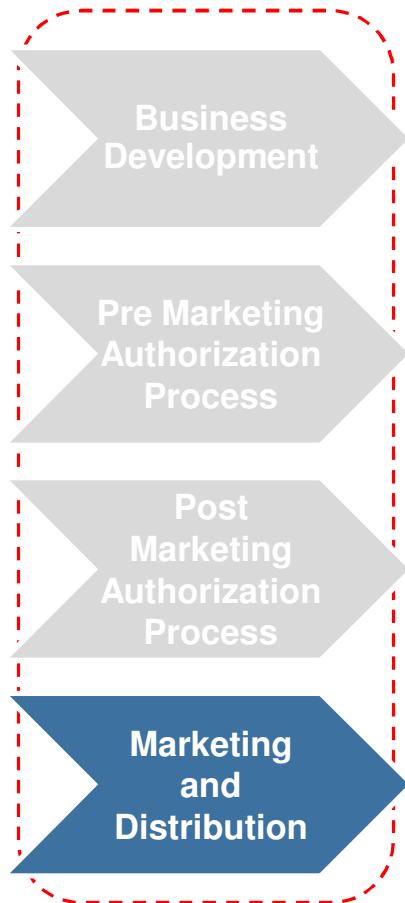 Business
Development
Pre Marketing
Authorization
Process
Post
Marketing
Authorization
Process
Marketing
and
Distribution